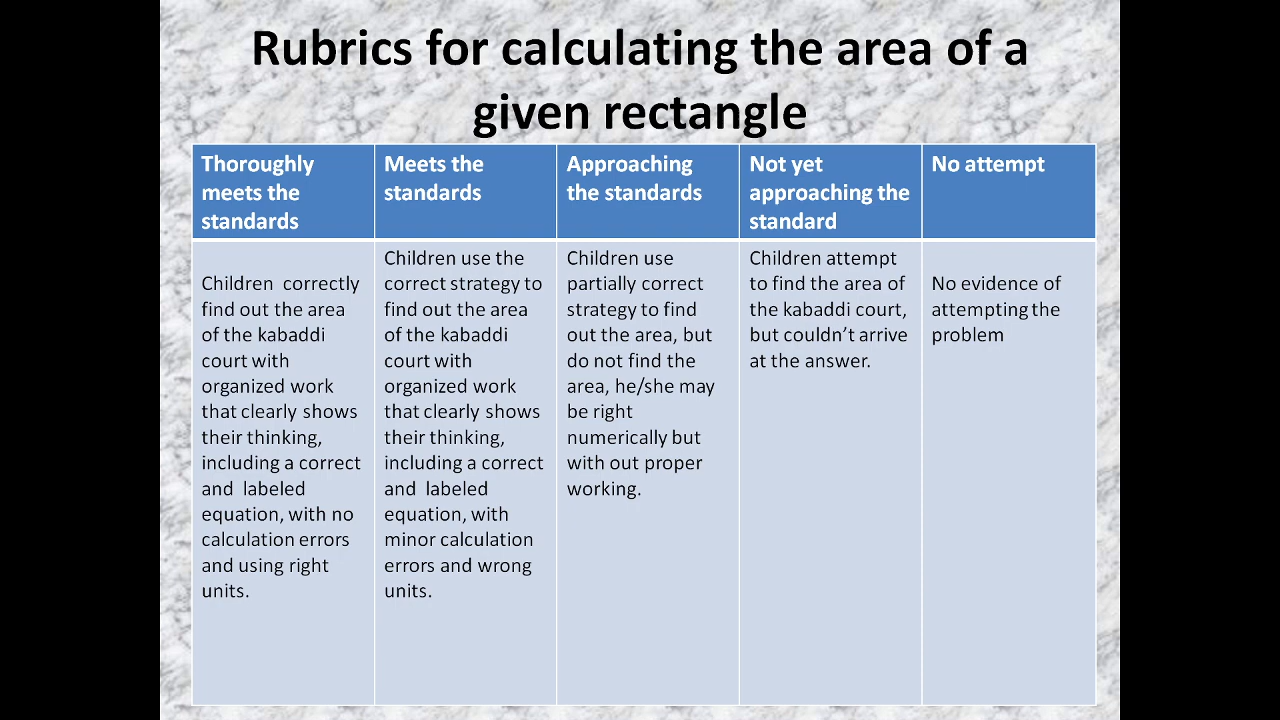 Rubrics for calculating the area of a
given rectangle
Thoroughly
meets the
standards
Meets the
standards
Approaching
the standards
Not yet
approaching the
standard
No attempt
Children correctly
find out the area
of the kabaddi
court with
organized work
that clearly shows
their thinking,
including a correct
and labeled
equation, with no
calculation errors
and using right
units.
Children use the
correct strategy to
find out the area
of the kabaddi
court with
organized work
that clearly shows
their thinking,
including a correct
and labeled
equation, with
minor calculation
errors and wrong
units.
Children use
partially correct
strategy to find
out the area, but
do not find the
area, he/she may
be right
numerically but
with out proper
working.
Children attempt
to find the area of
the kabaddi court,
but couldn’t arrive
at the answer.
No evidence of
attempting the
problem